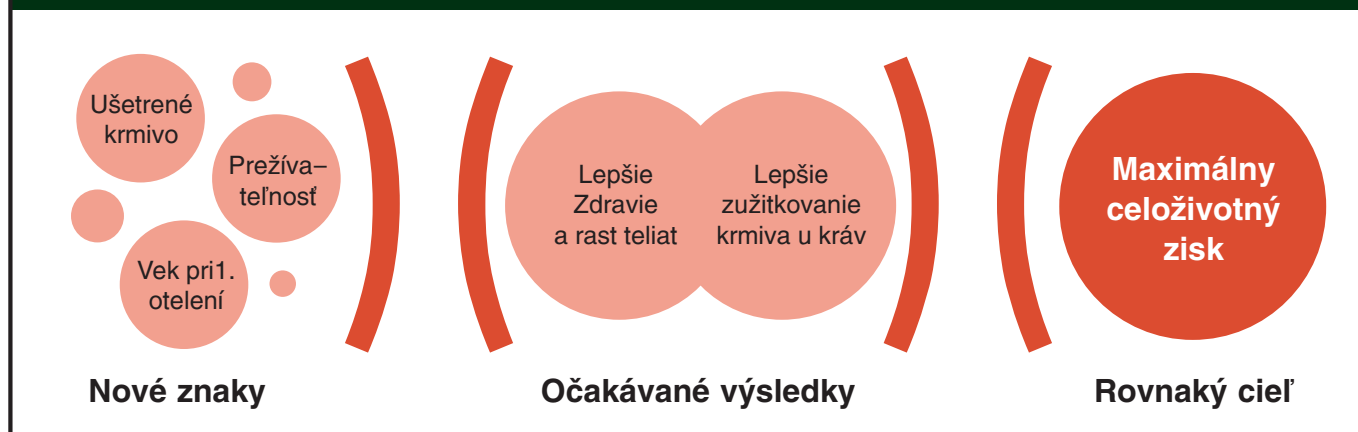 Ušetrené
krmivo
Prežíva–
teľnosť
Vek pri1.
otelení
Nové znaky
Lepšie
Zdravie
a rast teliat
Lepšie
zužitkovanie
krmiva u kráv
Očakávané výsledky
Maximálny
celoživotný
zisk
Rovnaký cieľ